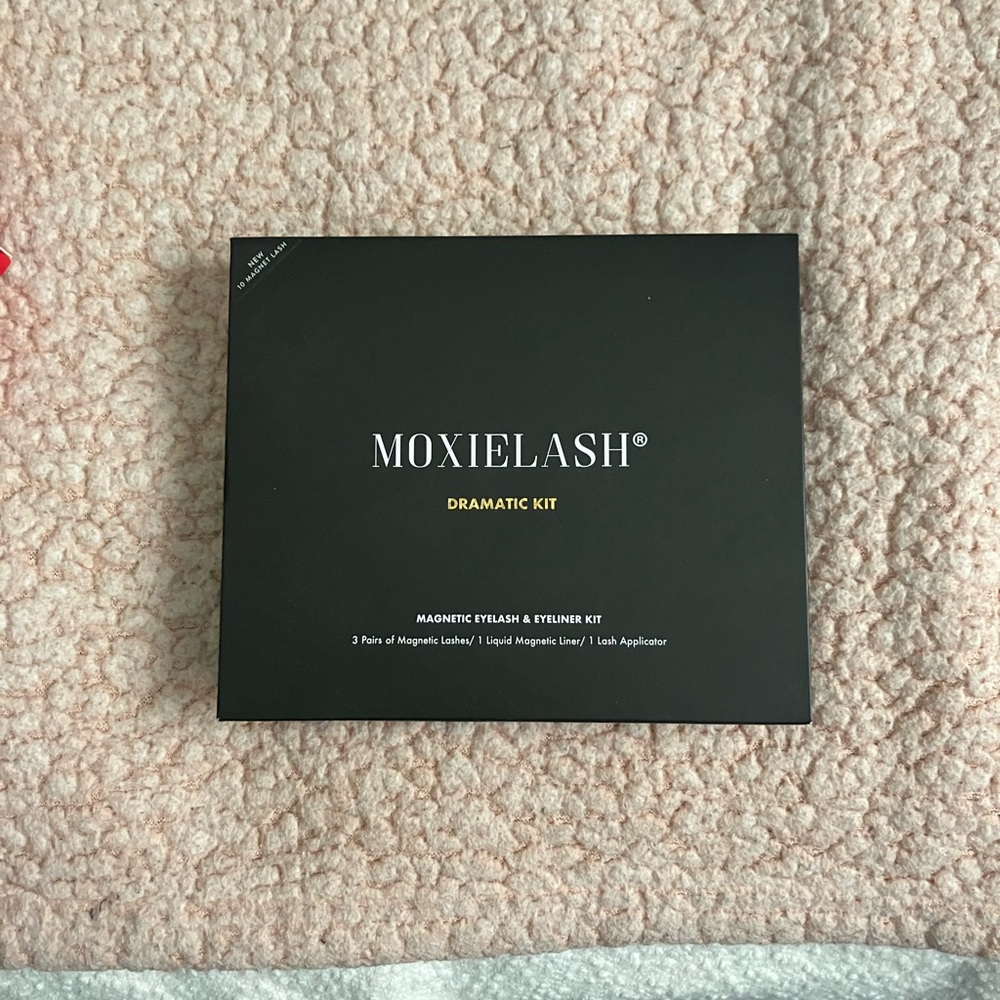 NEW
10 MAGNET LASH
MOXIELASH®
DRAMATIC KIT
MAGNETIC EYELASH & EYELINER KIT
3 Pairs of Magnetic Lashes/ 1 Liquid Magnetic Liner/ 1 Lash Applicator